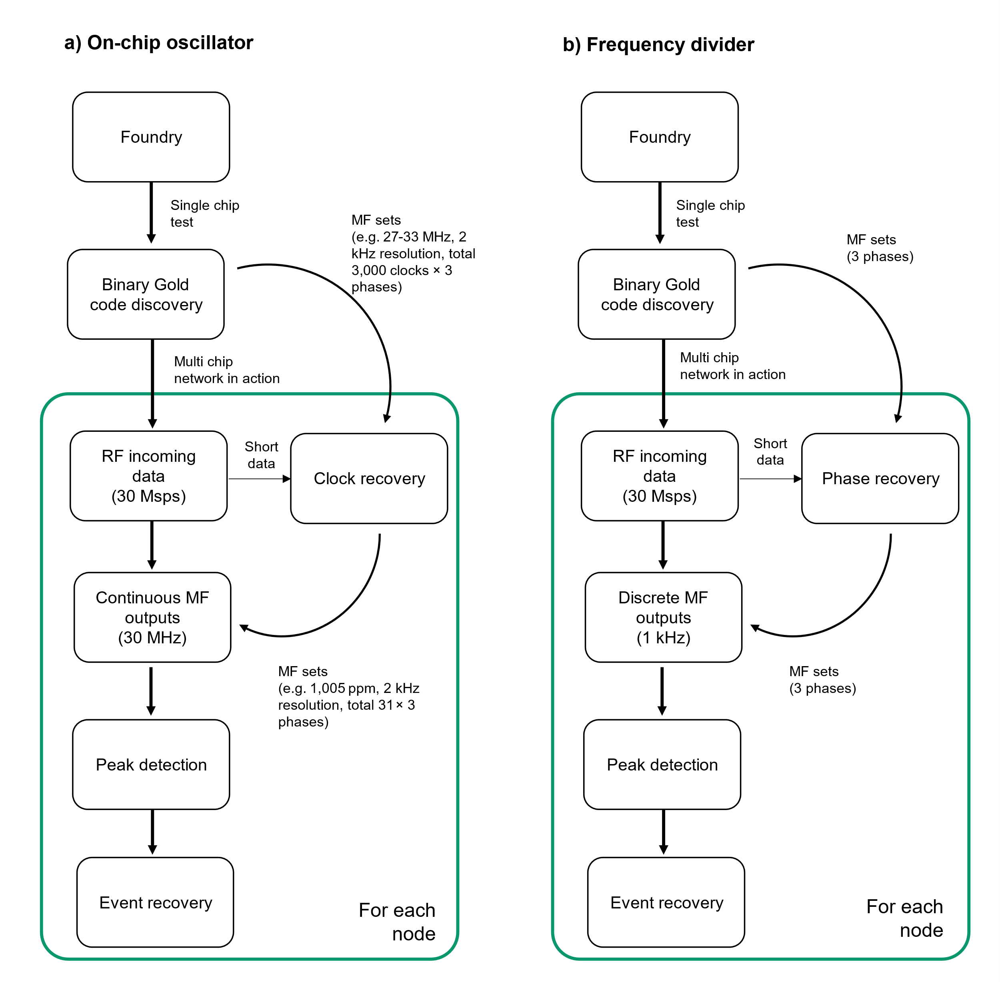 a) On-chip oscillator
Foundry
Single chip
test
MF sets
(e.g. 27-33 MHz, 2
kHz resolution, total
3,000 clocks × 3
phases)
Binary Gold
code discovery
Multi chip
network in action
RF incoming
data
(30 Msps)
Short
data
Clock recovery
Continuous MF
outputs
(30 MHz)
MF sets
(e.g. 1,005 ppm, 2 kHz
resolution, total 31 × 3
phases)
Peak detection
Event recovery
For each
node
b) Frequency divider
Foundry
Single chip
test
MF sets
(3 phases)
Binary Gold
code discovery
Multi chip
network in action
RF incoming
data
(30 Msps)
Short
data
Phase recovery
Discrete MF
outputs
(1 kHz)
MF sets
(3 phases)
Peak detection
Event recovery
For each
node